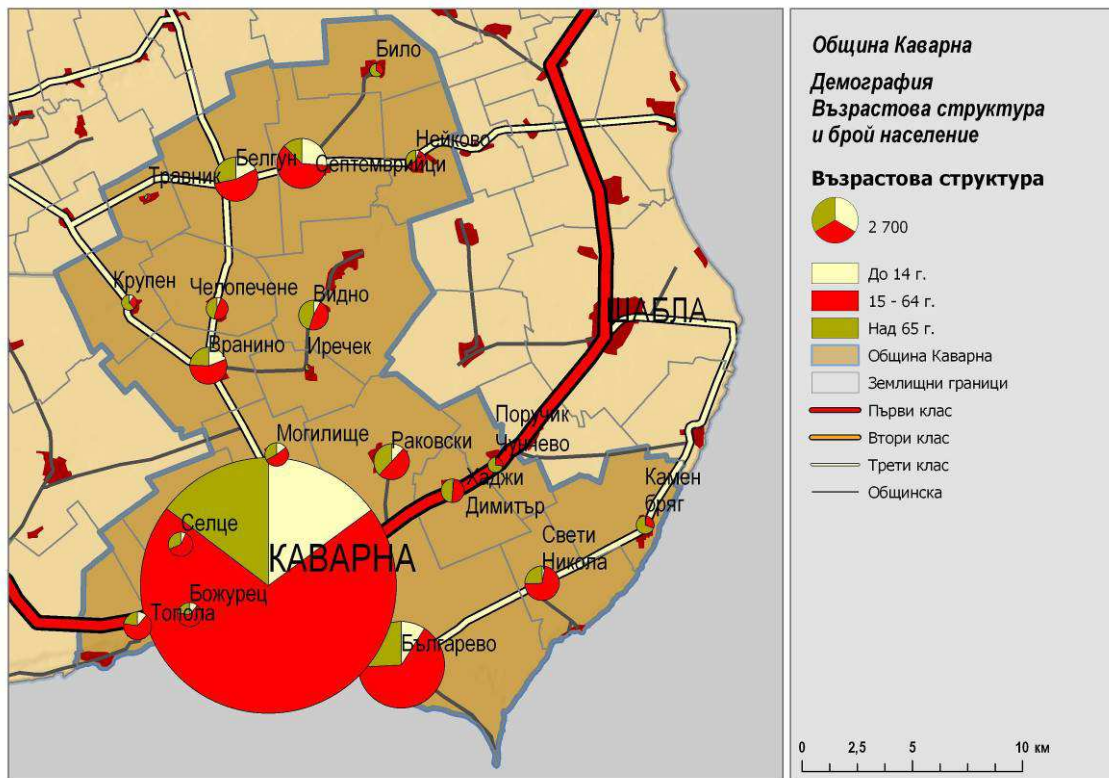 Било
Нейково
Белгун
Септемврийци
Травник
Крупен
Челопечене
Видно
ШАБЛА
Вранино
Иречек
Поручик
Чунчево
Могилище
Раковски
Хаджи
Димитър
Камен
бряг
Селце
КАВАРНА
Свети
Никола
Божурец
Топола
Българево
Община Каварна
Демография
Възрастова структура
и брой население
Възрастова структура
2 700
До 14 г.
15 - 64 г.
Над 65 г.
Община Каварна
Землищни граници
Първи клас
Втори клас
Трети клас
Общинска
0 2,5 5 10 км